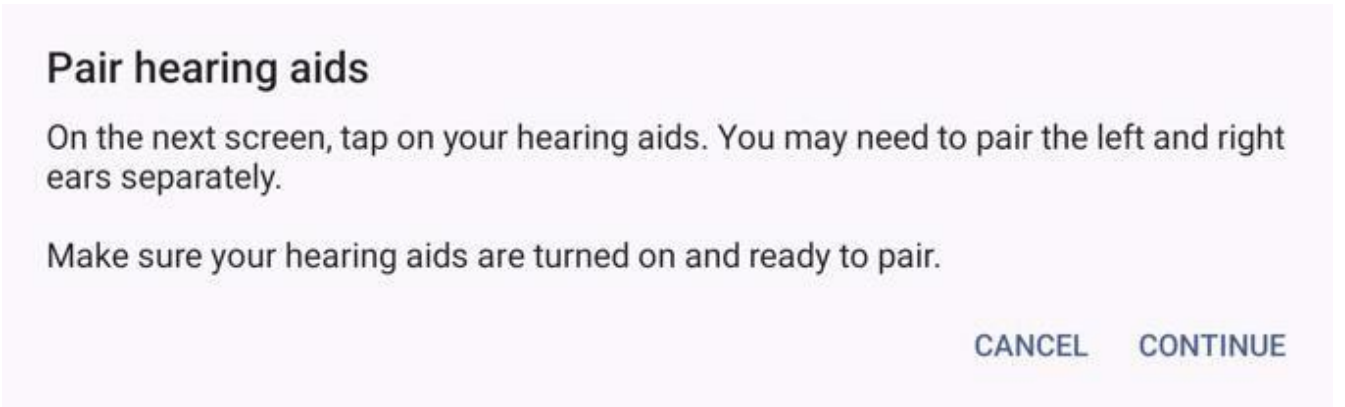 Pair hearing aids
On the next screen, tap on your hearing aids. You may need to pair the left and right
ears separately.
Make sure your hearing aids are turned on and ready to pair.
CANCEL CONTINUE